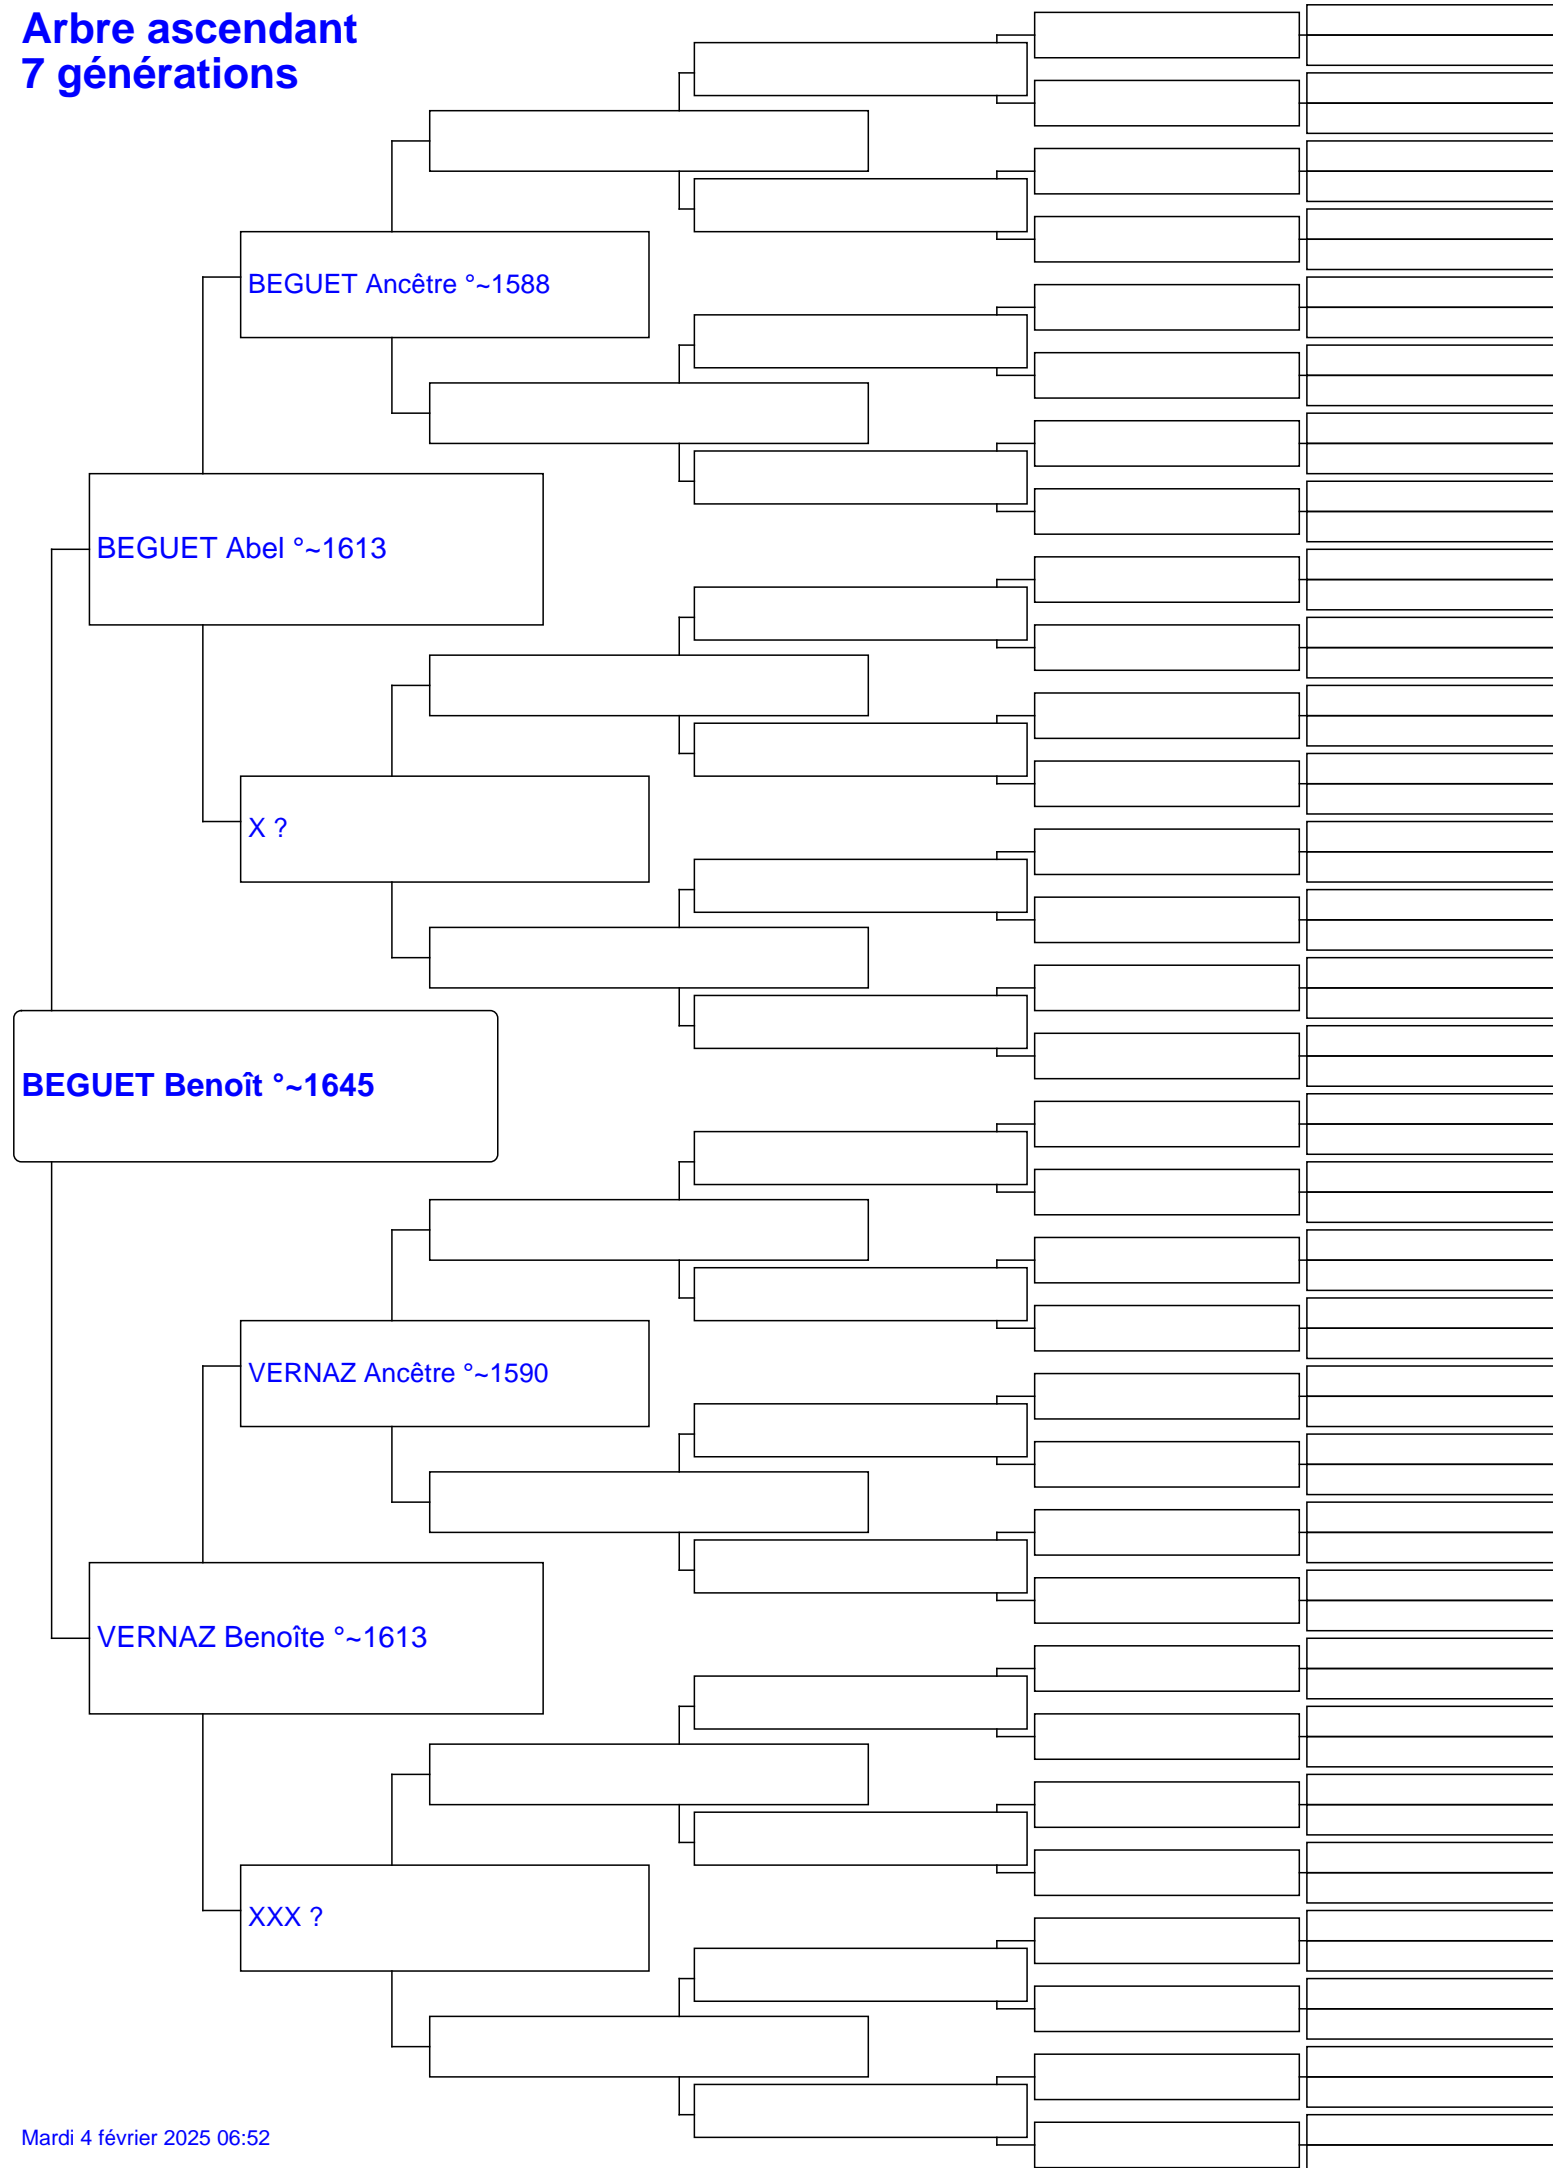 Arbre ascendant
7 générations
BEGUET Ancêtre °~1588
BEGUET Abel °~1613
X ?
BEGUET Benoît °~1645
VERNAZ Ancêtre °~1590
VERNAZ Benoîte °~1613
XXX ?
Mardi 4 février 2025 06:52